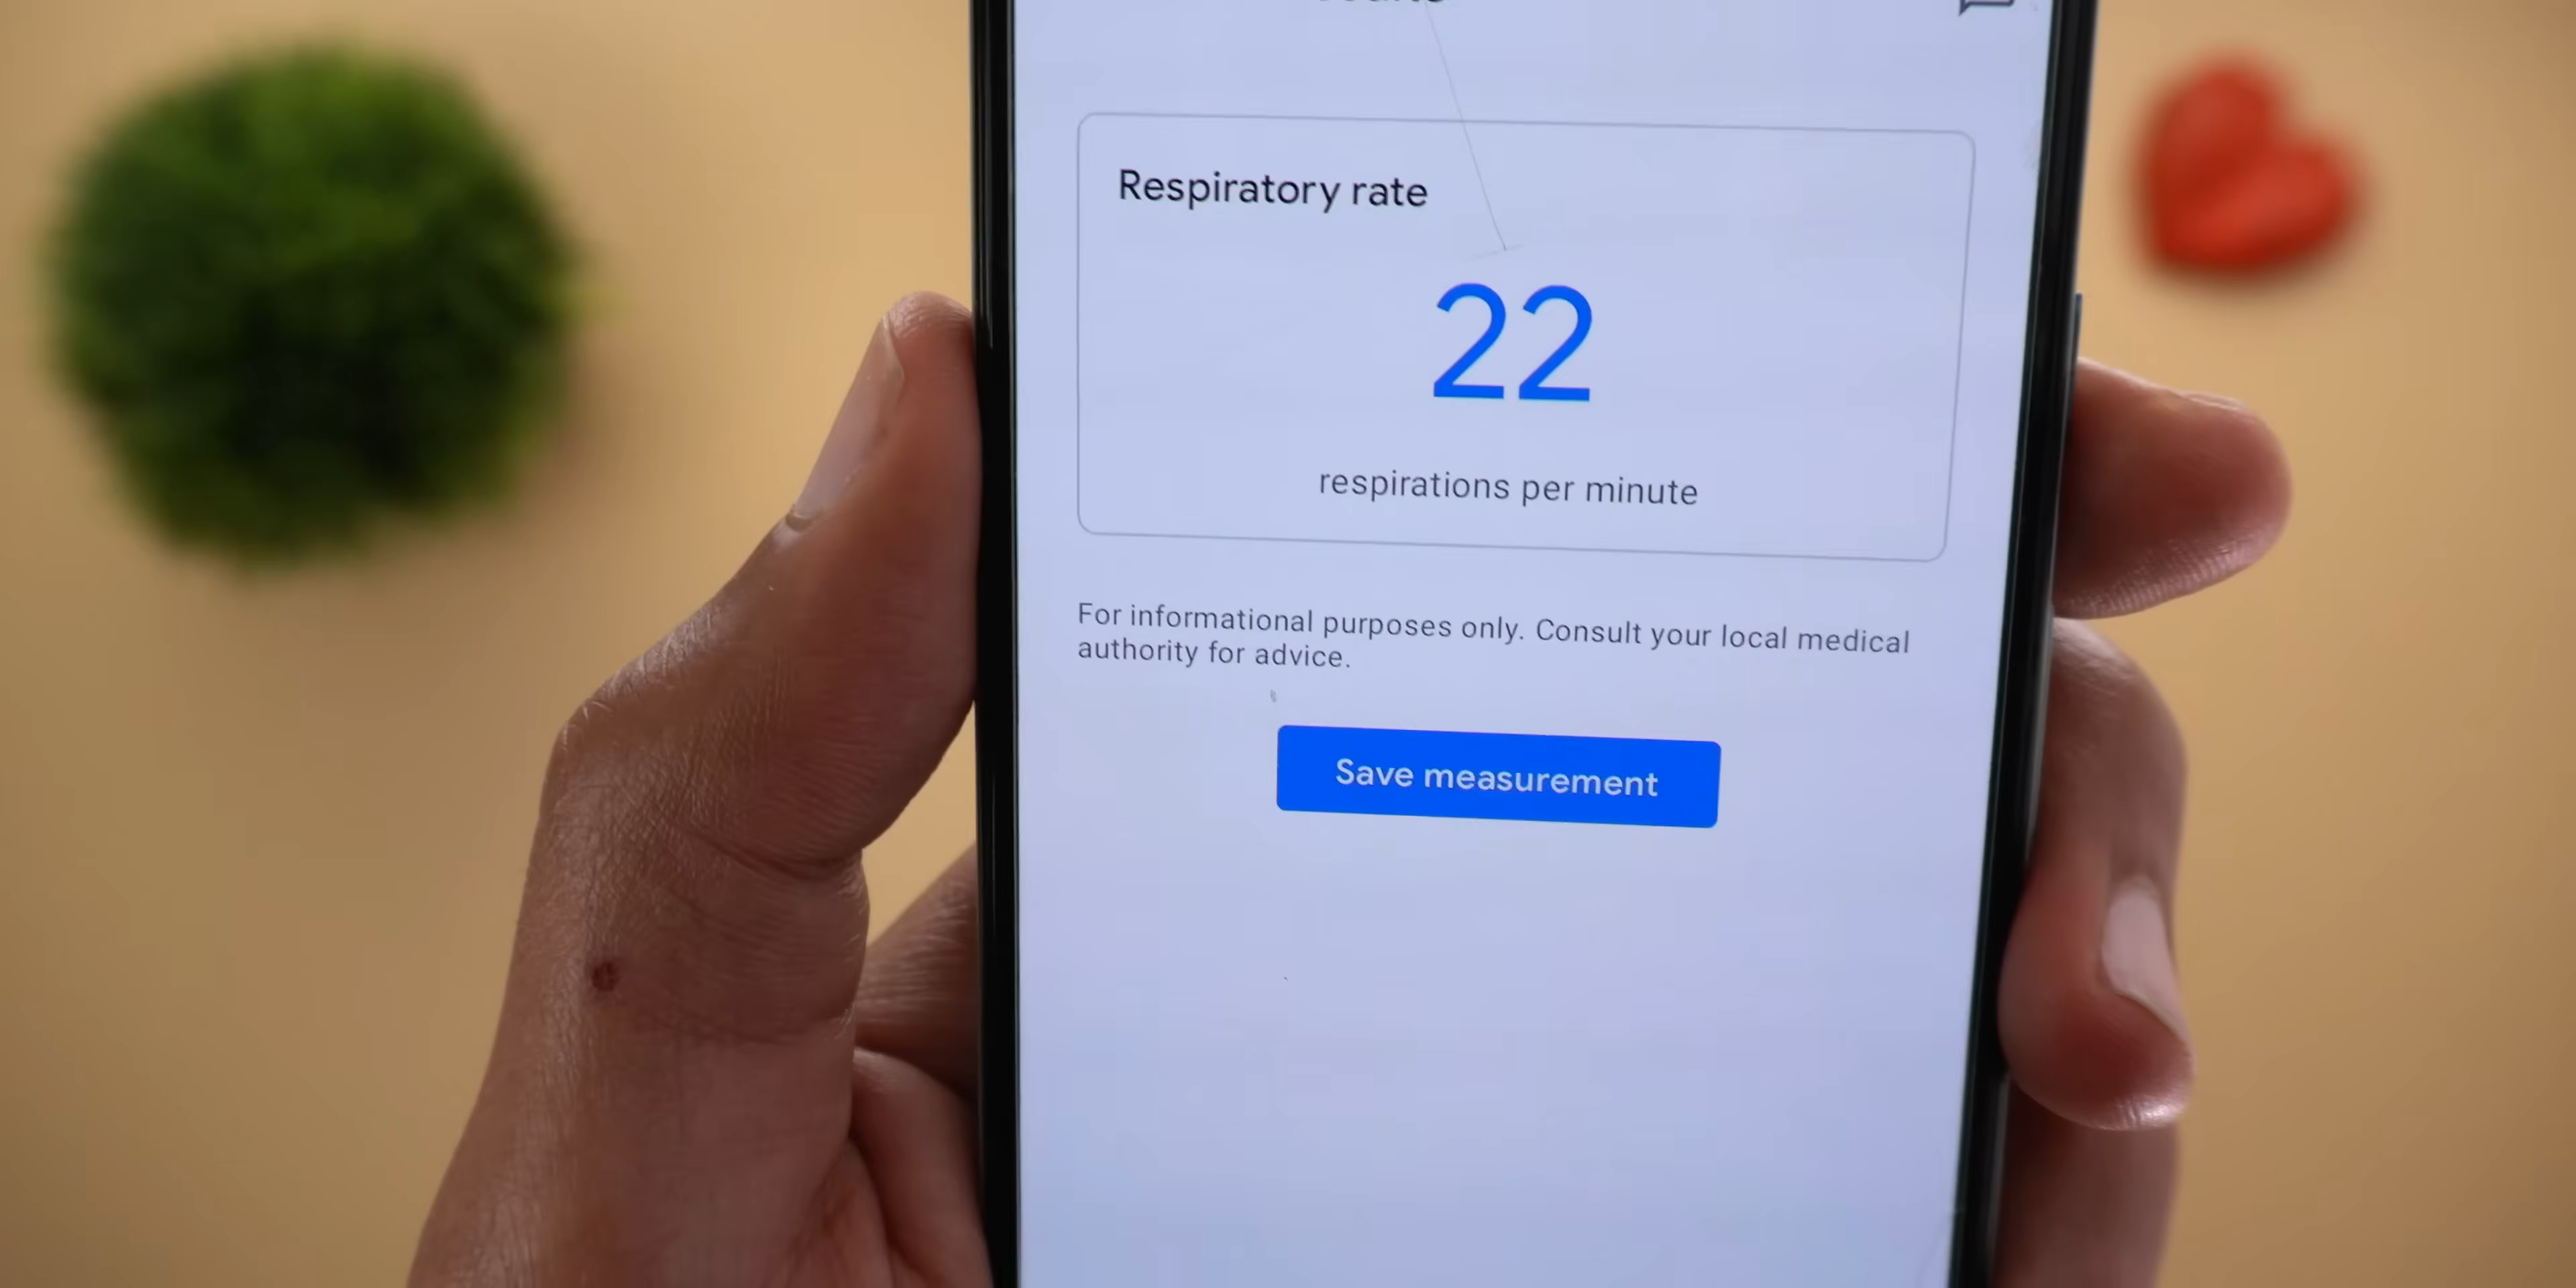 Respiratory rate
22
respirations per minute
For informational purposes only. Consult your local medical
authority for advice.
Save measurement